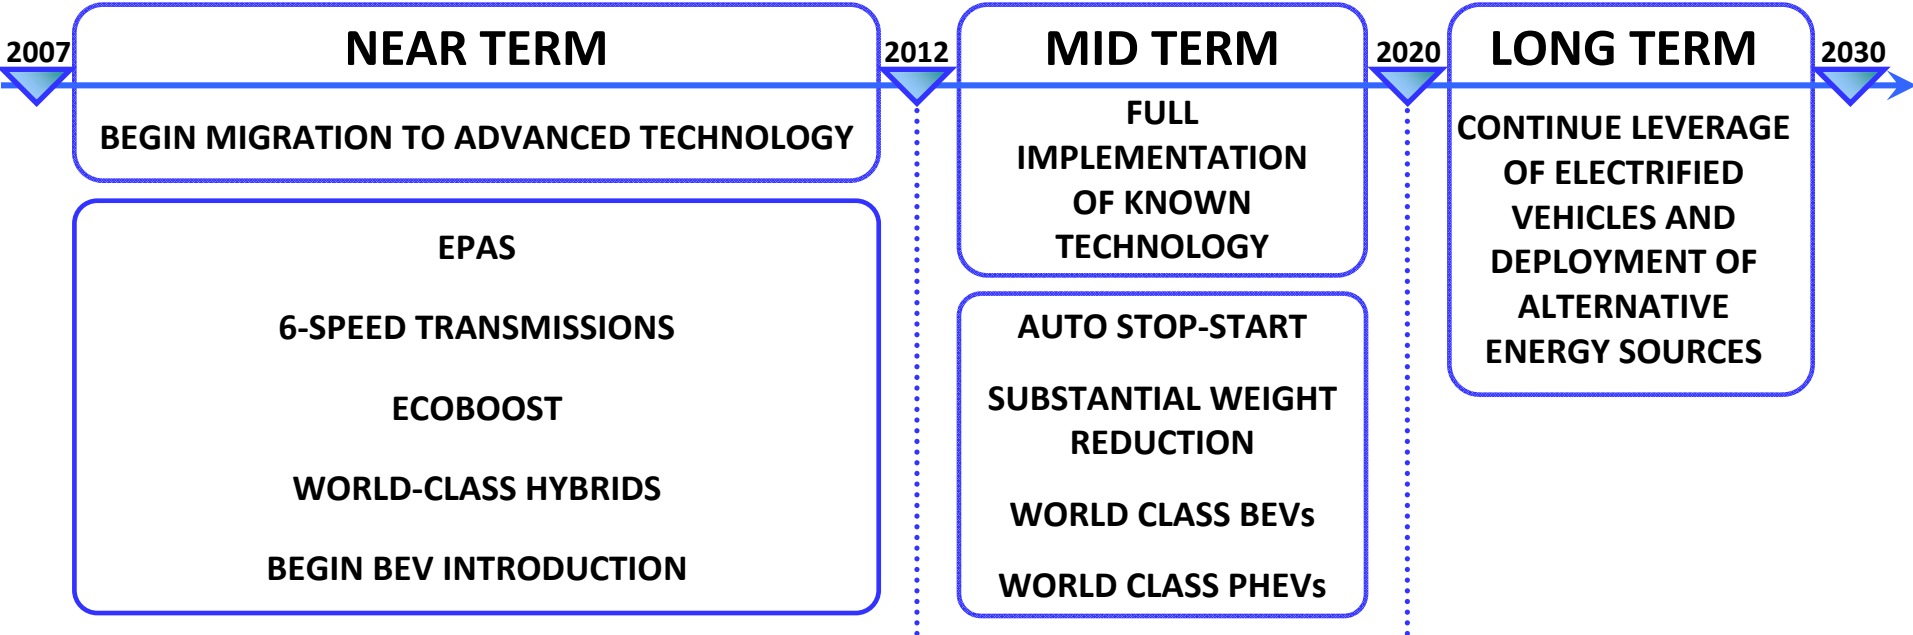 2007
NEAR TERM
2012
MID TERM
2020
LONG TERM
2030
BEGIN MIGRATION TO ADVANCED TECHNOLOGY
EPAS
6-SPEED TRANSMISSIONS
ECOBOOST
WORLD-CLASS HYBRIDS
BEGIN BEV INTRODUCTION
FULL
IMPLEMENTATION
OF KNOWN
TECHNOLOGY
AUTO STOP-START
SUBSTANTIAL WEIGHT
REDUCTION
WORLD CLASS BEVs
WORLD CLASS PHEVs
CONTINUE LEVERAGE
OF ELECTRIFIED
VEHICLES AND
DEPLOYMENT OF
ALTERNATIVE
ENERGY SOURCES